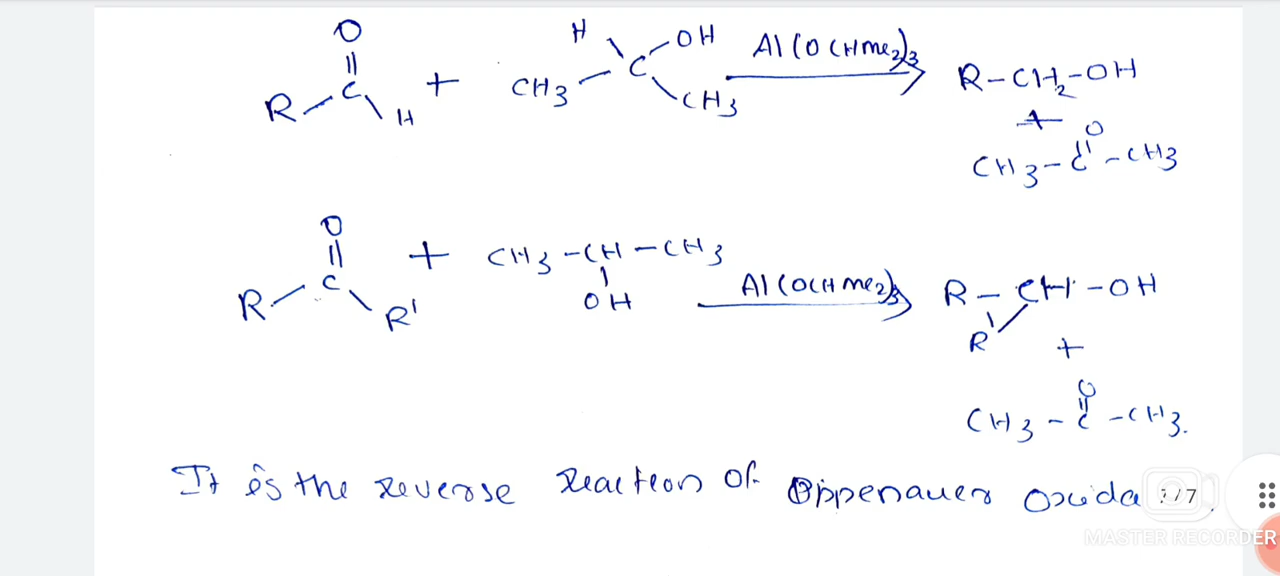 O
||
R-C-H + CH3-C(H)(OH)-CH3 Al(OCHMe2)3 R-CH2-OH
+
CH3-C(=O)-CH3
O
||
R-C-R' + CH3-CH-CH3 Al(OCHMe2)3 R-CH-OH
OH R'
+
CH3-C(=O)-CH3.
It is the reverse reaction of Oppenauer Oxida
/7
MASTER RECORDER